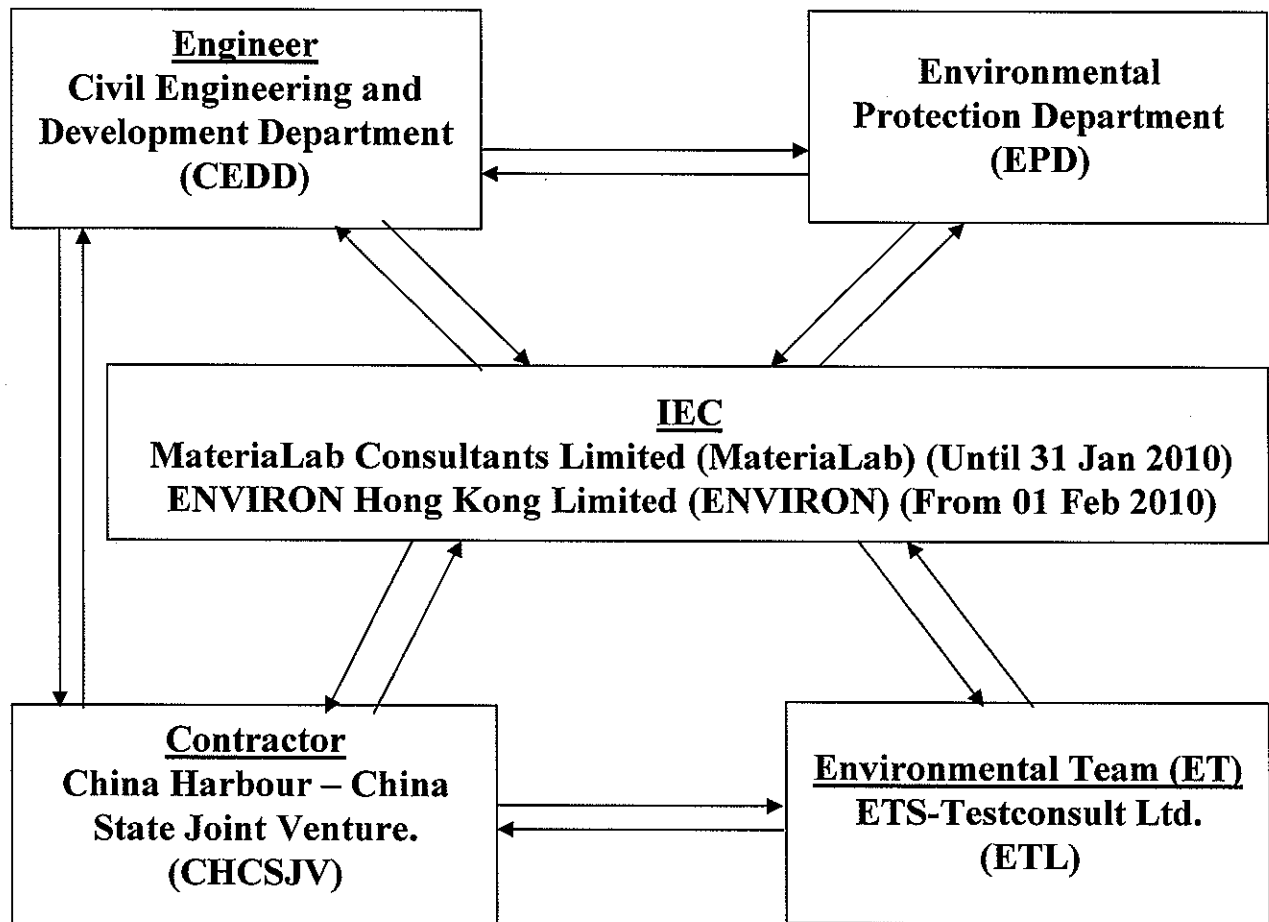 Engineer
Civil Engineering and
Development Department
(CEDD)
Environmental
Protection Department
(EPD)
IEC
MateriaLab Consultants Limited (MateriaLab) (Until 31 Jan 2010)
ENVIRON Hong Kong Limited (ENVIRON) (From 01 Feb 2010)
Contractor
China Harbour – China
State Joint Venture.
(CHCSJV)
Environmental Team (ET)
ETS-Testconsult Ltd.
(ETL)